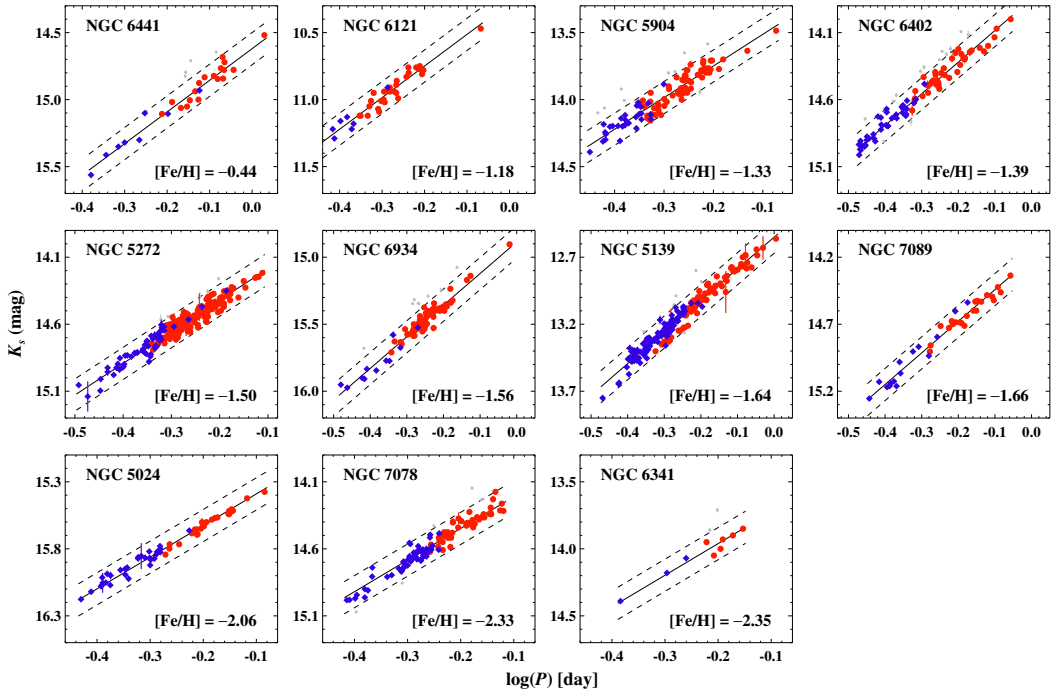 NGC 6441
14.5
15.0
15.5
[Fe/H] = −0.44
-0.4 -0.3 -0.2 -0.1 0.0
NGC 6121
10.5
11.0
11.5
[Fe/H] = −1.18
-0.4 -0.3 -0.2 -0.1 0.0
NGC 5904
13.5
14.0
14.5
[Fe/H] = −1.33
-0.4 -0.3 -0.2 -0.1
NGC 6402
14.1
14.6
15.1
[Fe/H] = −1.39
-0.5 -0.4 -0.3 -0.2 -0.1 0.0
NGC 5272
14.1
14.6
15.1
[Fe/H] = −1.50
-0.5 -0.4 -0.3 -0.2 -0.1
NGC 6934
15.0
15.5
16.0
[Fe/H] = −1.56
-0.5 -0.4 -0.3 -0.2 -0.1 0.0
NGC 5139
12.7
13.2
13.7
[Fe/H] = −1.64
-0.5 -0.4 -0.3 -0.2 -0.1 0.0
NGC 7089
14.2
14.7
15.2
[Fe/H] = −1.66
-0.5 -0.4 -0.3 -0.2 -0.1 0.0
Ks (mag)
NGC 5024
15.3
15.8
16.3
[Fe/H] = −2.06
-0.4 -0.3 -0.2 -0.1
NGC 7078
14.1
14.6
15.1
[Fe/H] = −2.33
-0.4 -0.3 -0.2 -0.1
NGC 6341
13.5
14.0
14.5
[Fe/H] = −2.35
-0.4 -0.3 -0.2 -0.1
log(P) [day]